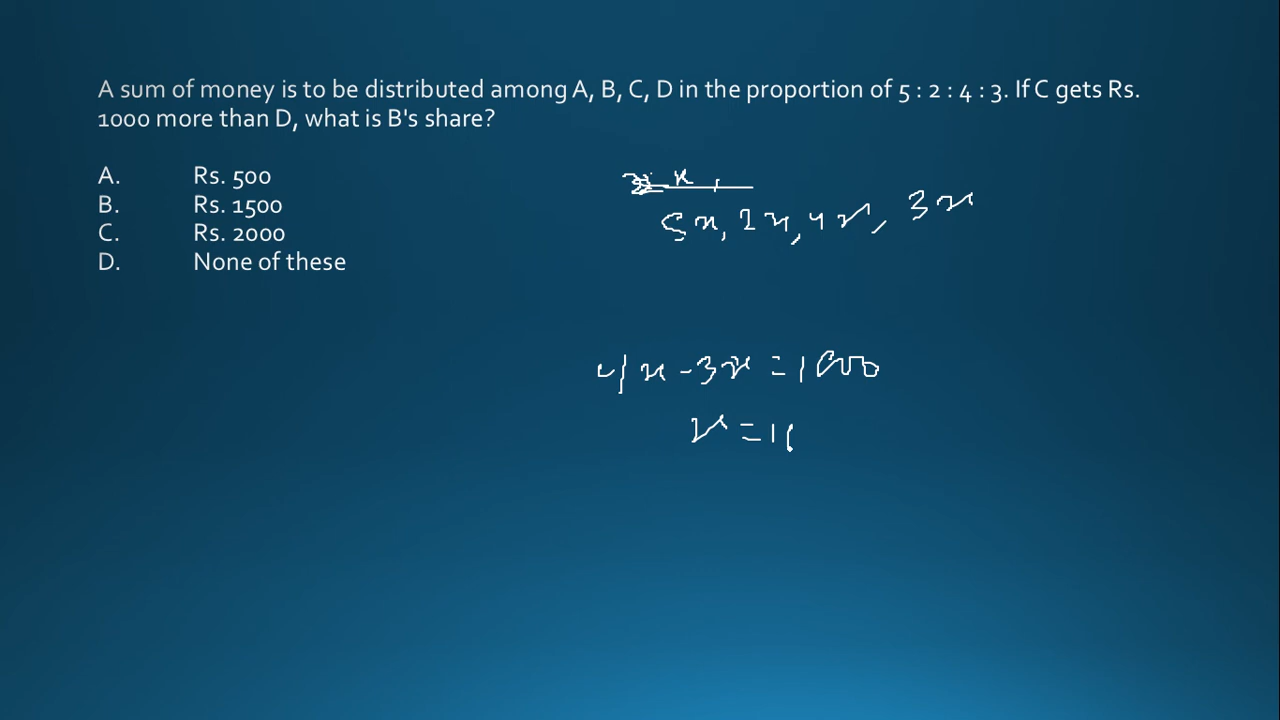 A sum of money is to be distributed among A, B, C, D in the proportion of 5 : 2 : 4 : 3. If C gets Rs.
1000 more than D, what is B's share?
A. Rs. 500
B. Rs. 1500
C. Rs. 2000
D. None of these
x,
5x, 2x, 4x, 3x
4x - 3x = 1000
x = 1